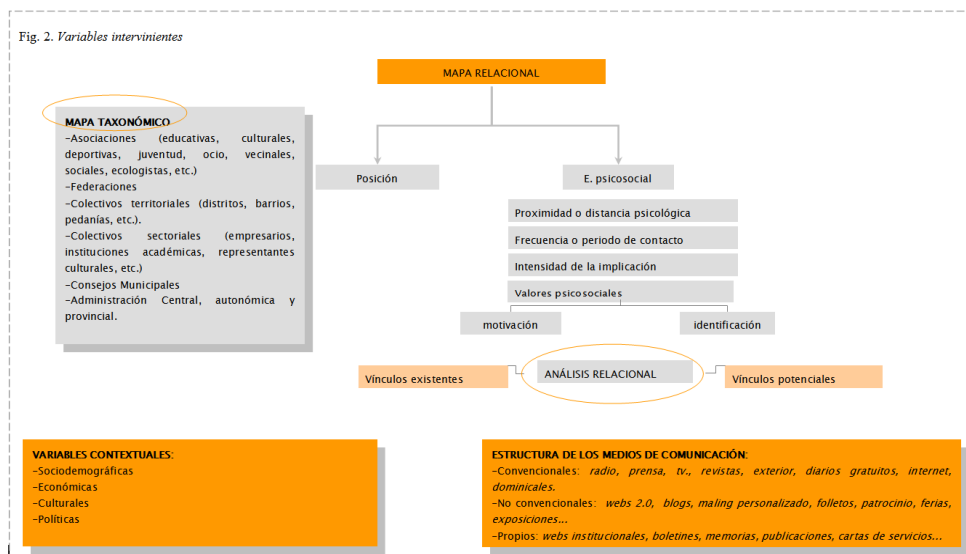 Fig. 2. Variables intervinientes
MAPA RELACIONAL
MAPA TAXONÓMICO
-Asociaciones (educativas, culturales,
deportivas, juventud, ocio, vecinales,
sociales, ecologistas, etc.)
-Federaciones
-Colectivos territoriales (distritos, barrios,
pedanías, etc.).
-Colectivos sectoriales (empresarios,
instituciones académicas, representantes
culturales, etc.)
-Consejos Municipales
-Administración Central, autonómica y
provincial.
Posición
E. psicosocial
Proximidad o distancia psicológica
Frecuencia o periodo de contacto
Intensidad de la implicación
Valores psicosociales
motivación
identificación
ANÁLISIS RELACIONAL
Vínculos existentes
Vínculos potenciales
VARIABLES CONTEXTUALES:
-Sociodemográficas
-Económicas
-Culturales
-Políticas
ESTRUCTURA DE LOS MEDIOS DE COMUNICACIÓN:
-Convencionales: radio, prensa, tv., revistas, exterior, diarios gratuitos, internet,
dominicales.
-No convencionales: webs 2.0, blogs, maling personalizado, folletos, patrocinio, ferias,
exposiciones...
-Propios: webs institucionales, boletines, memorias, publicaciones, cartas de servicios...